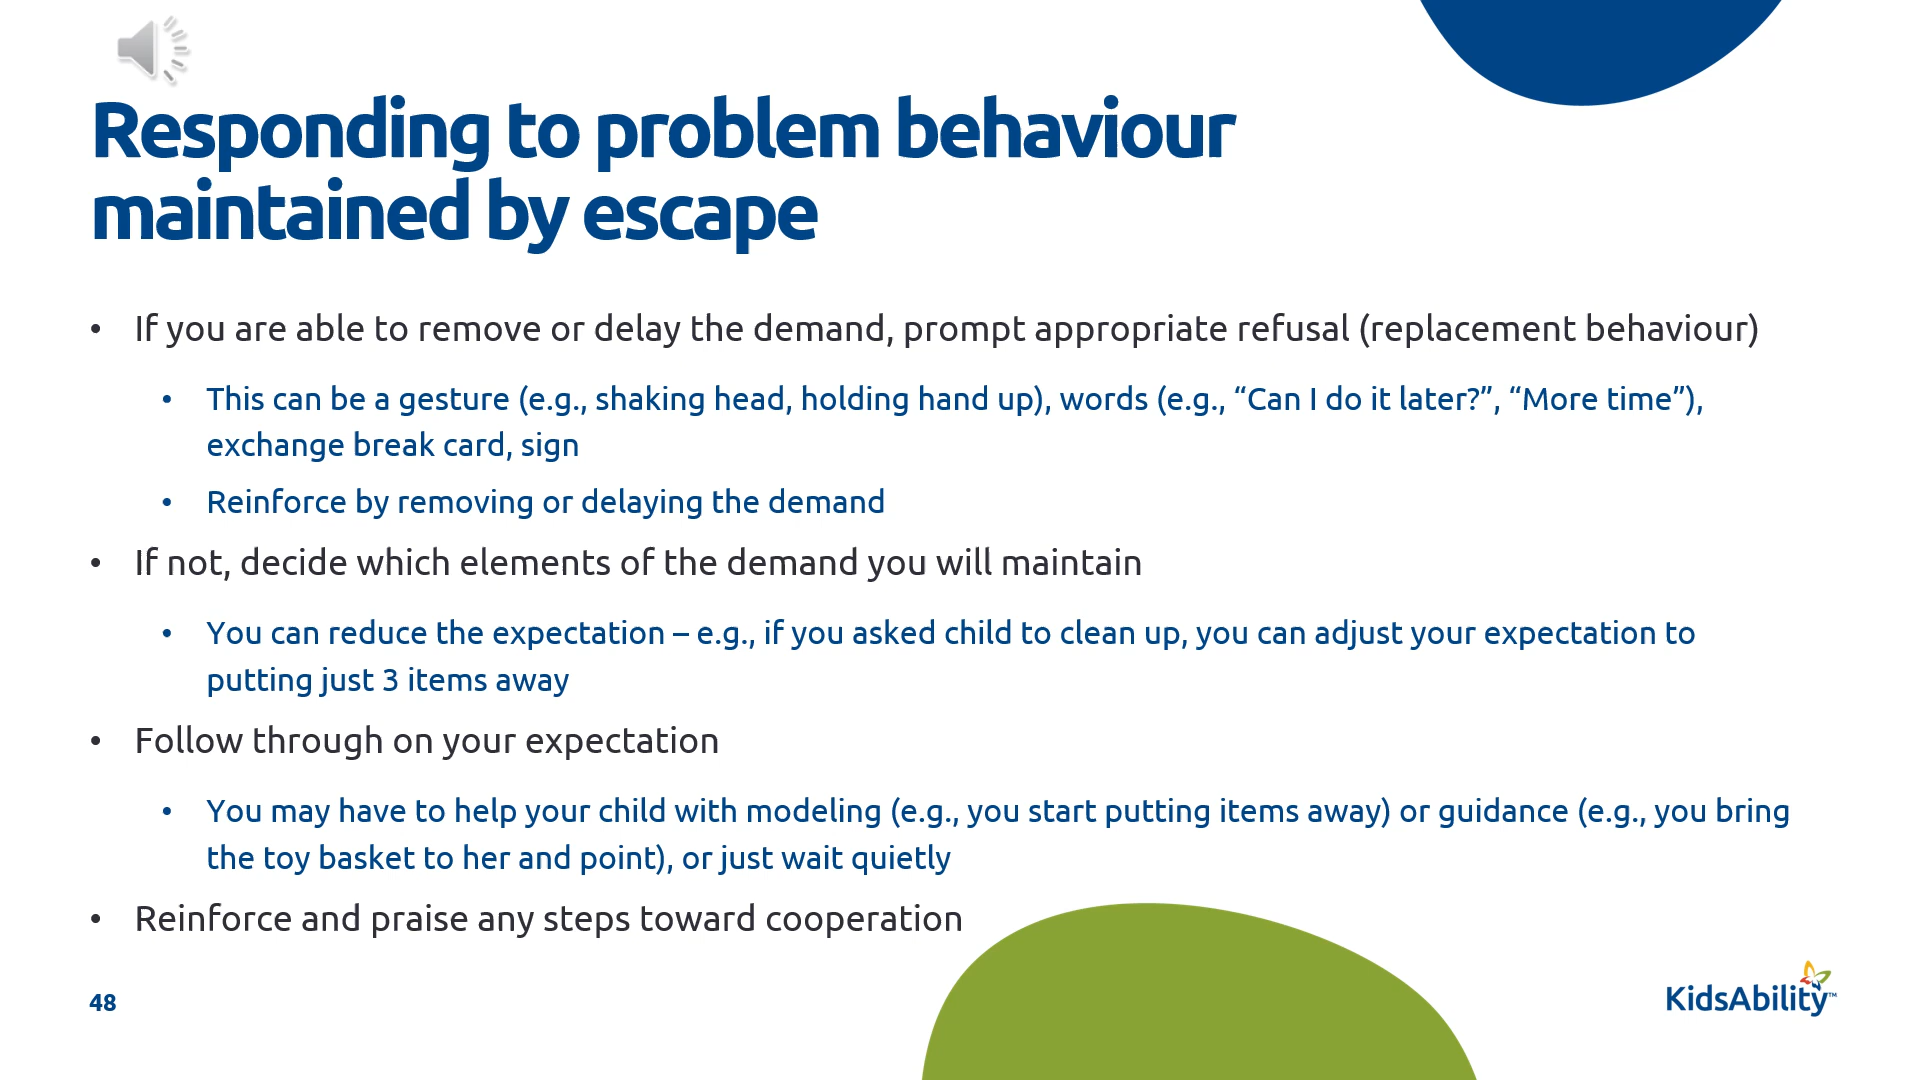 Responding to problem behaviour
maintained by escape
• If you are able to remove or delay the demand, prompt appropriate refusal (replacement behaviour)
• This can be a gesture (e.g., shaking head, holding hand up), words (e.g., “Can I do it later?”, “More time”),
exchange break card, sign
• Reinforce by removing or delaying the demand
• If not, decide which elements of the demand you will maintain
• You can reduce the expectation – e.g., if you asked child to clean up, you can adjust your expectation to
putting just 3 items away
• Follow through on your expectation
• You may have to help your child with modeling (e.g., you start putting items away) or guidance (e.g., you bring
the toy basket to her and point), or just wait quietly
• Reinforce and praise any steps toward cooperation
48
KidsAbility™